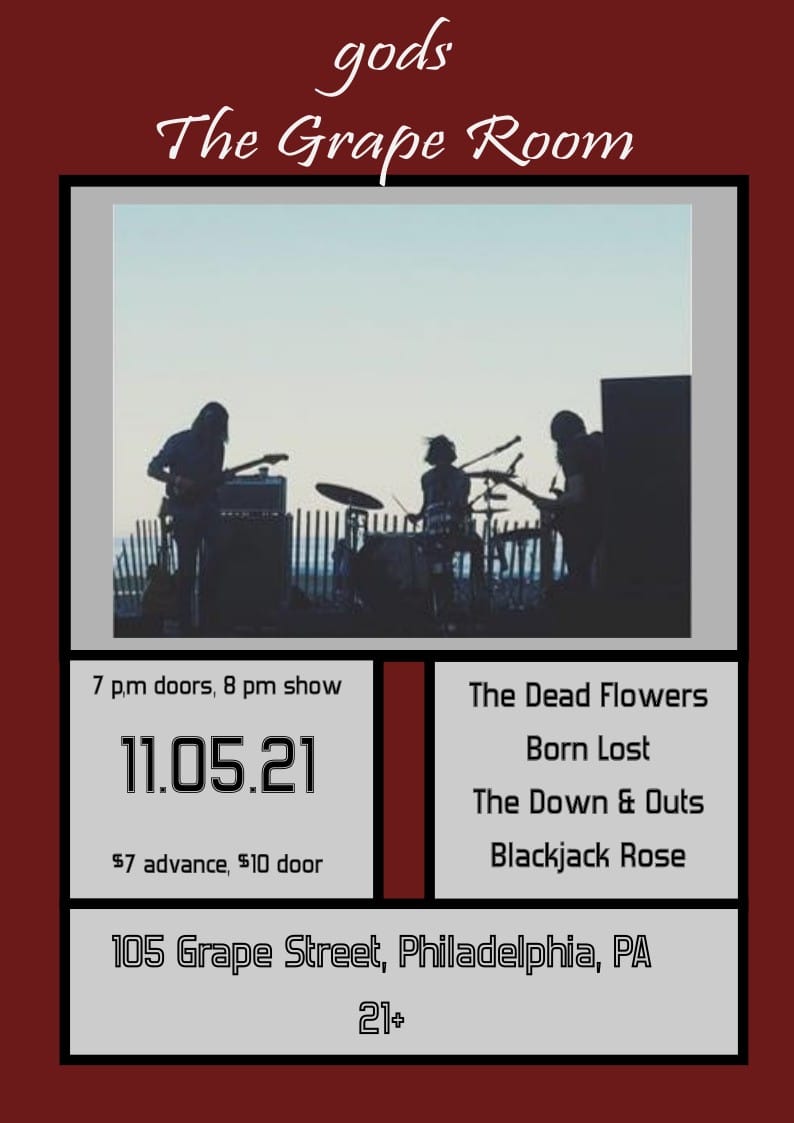 gods
The Grape Room
7 p,m doors, 8 pm show
11.05.21
$7 advance, $10 door
The Dead Flowers
Born Lost
The Down & Outs
Blackjack Rose
105 Grape Street, Philadelphia, PA
21+